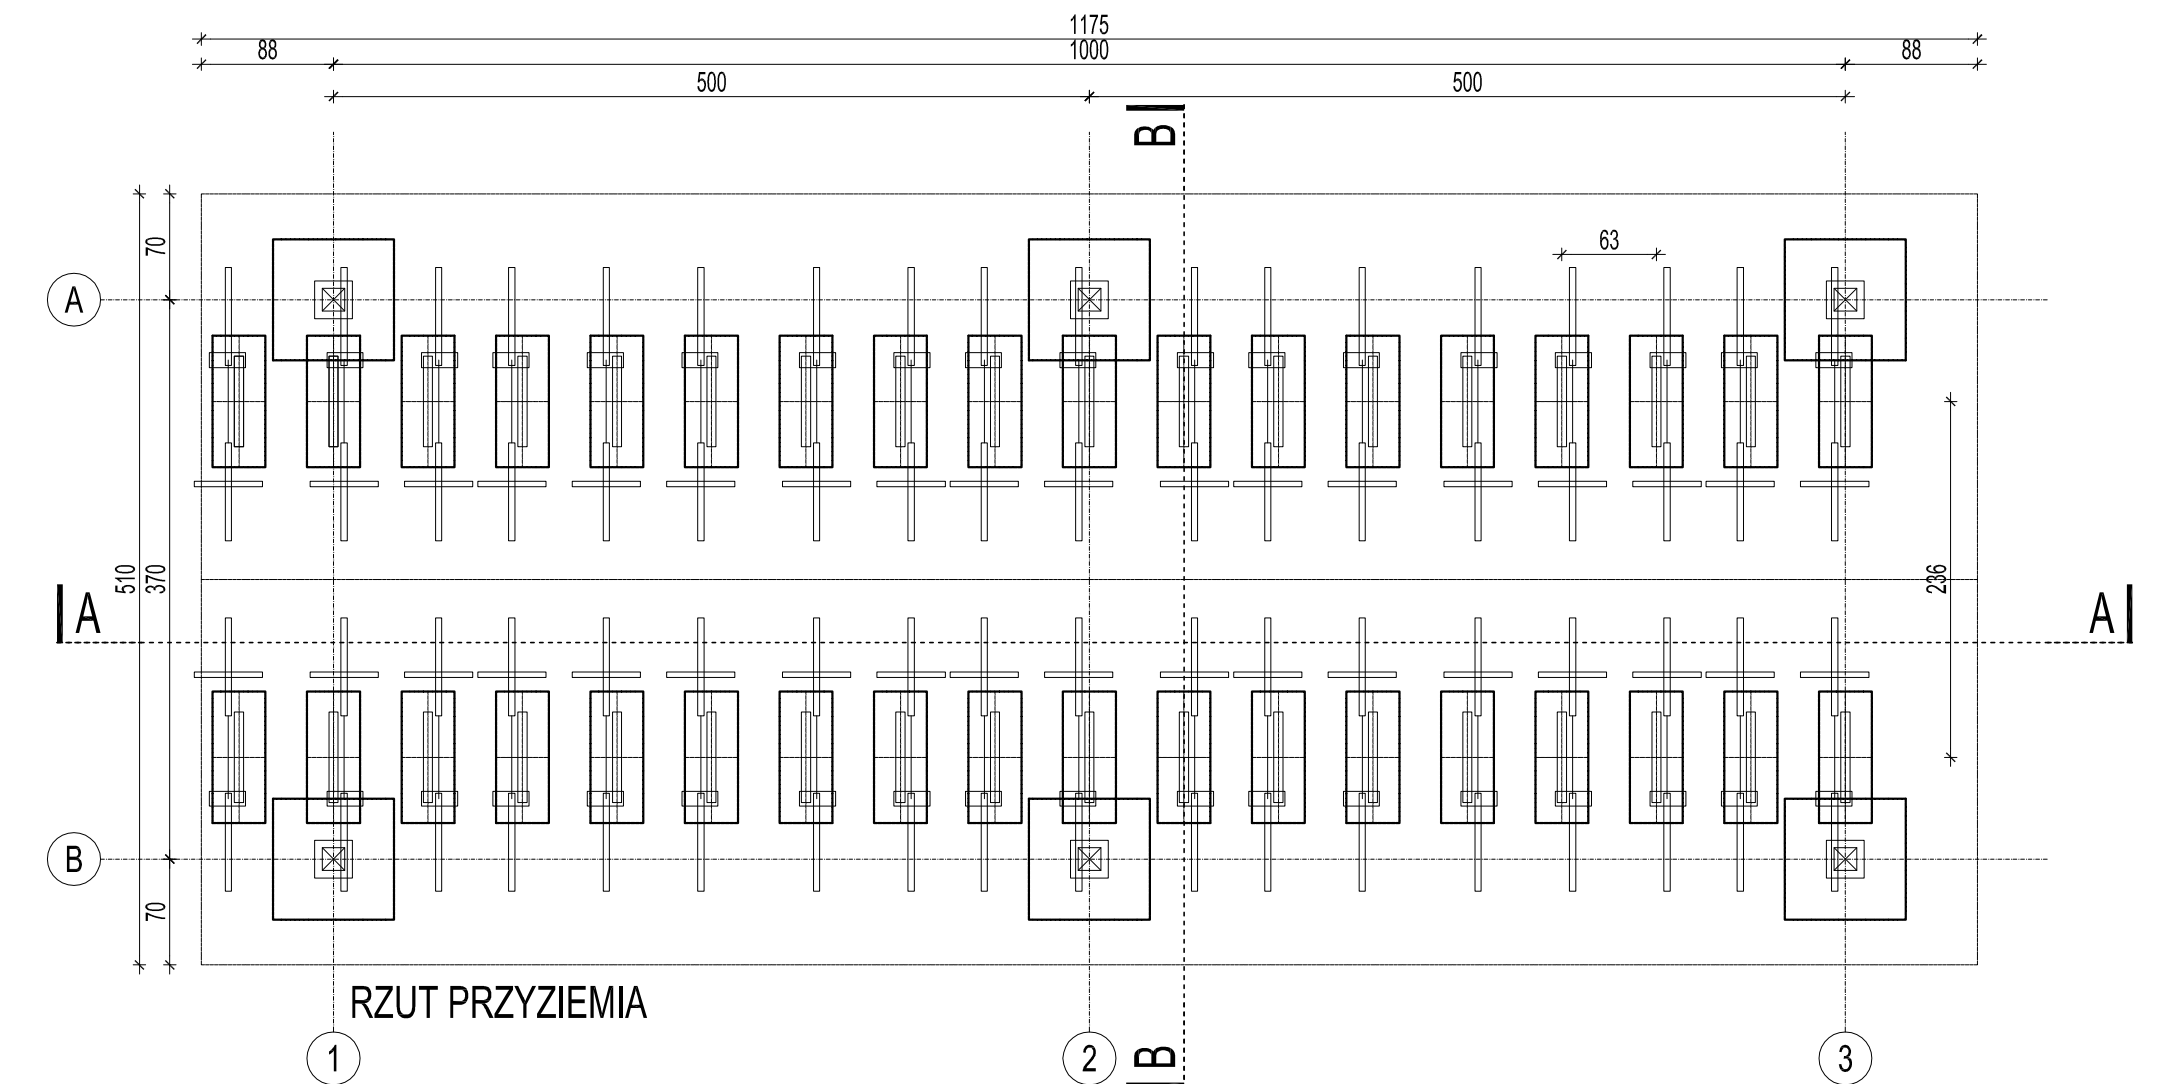 1175
88 1000 88
500 500
B
70
63
A
510 370 236
A A
B
70
RZUT PRZYZIEMIA
1 2 B 3